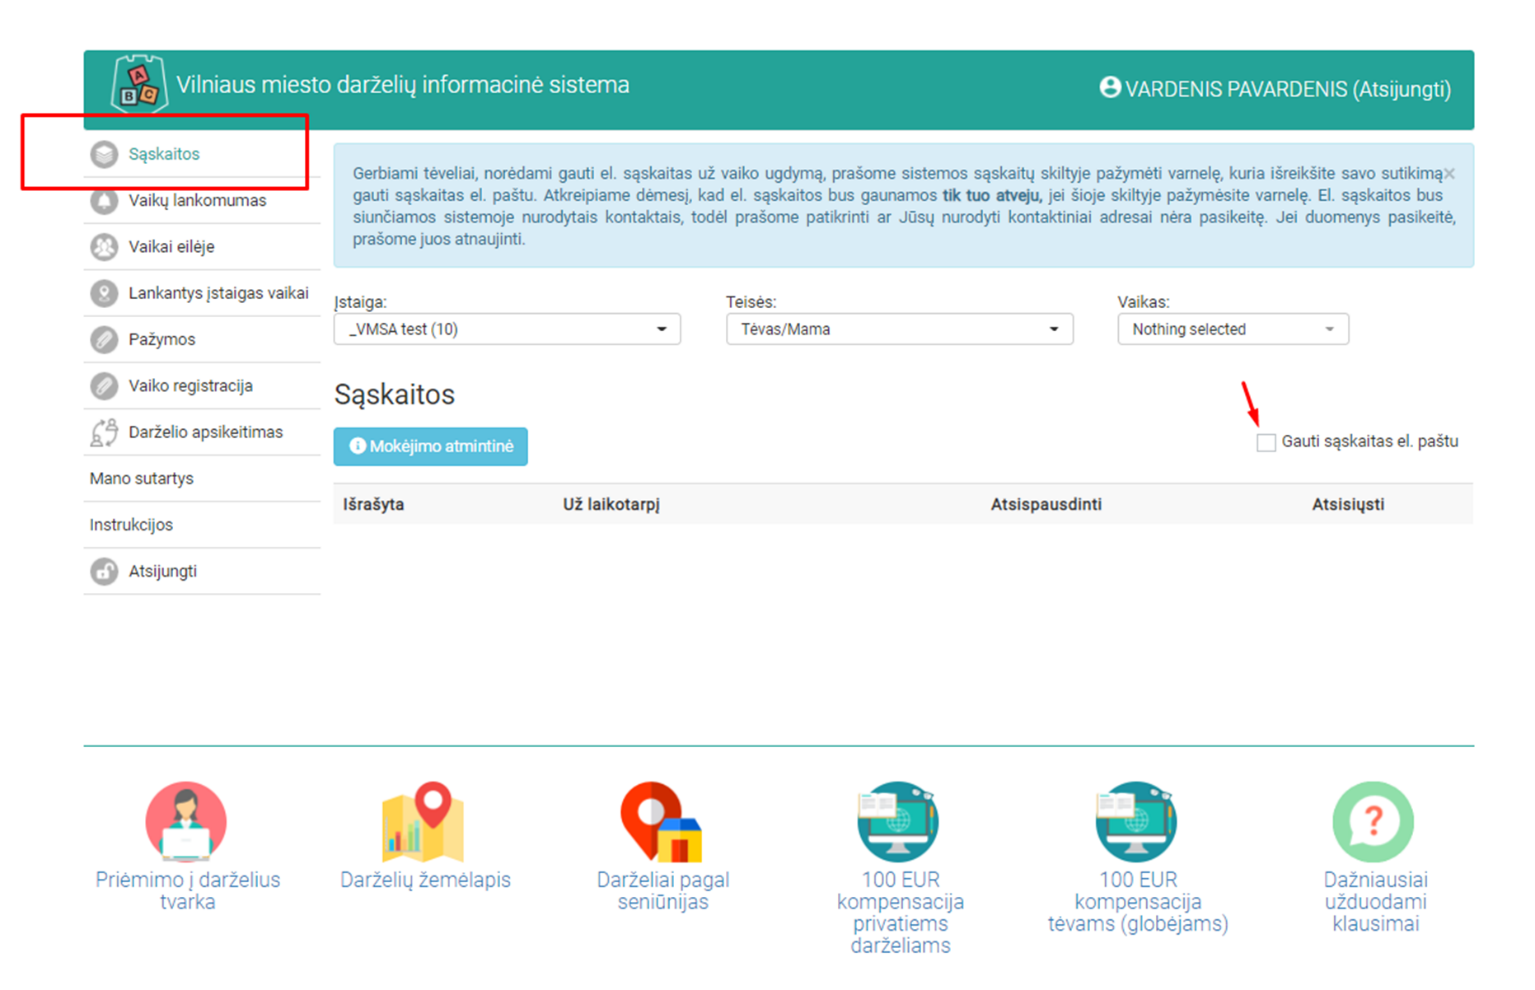 Vilniaus miesto darželių informacinė sistema
VARDENIS PAVARDENIS (Atsijungti)
A
B
C
Sąskaitos
Vaikų lankomumas
Vaikai eilėje
Lankantys įstaigas vaikai
Pažymos
Vaiko registracija
Darželio apsikeitimas
Mano sutartys
Instrukcijos
Atsijungti
Gerbiami tėveliai, norėdami gauti el. sąskaitas už vaiko ugdymą, prašome sistemos sąskaitų skiltyje pažymėti varnelę, kuria išreikšite savo sutikimą×
gauti sąskaitas el. paštu. Atkreipiame dėmesį, kad el. sąskaitos bus gaunamos tik tuo atveju, jei šioje skiltyje pažymėsite varnelę. El. sąskaitos bus
siunčiamos sistemoje nurodytais kontaktais, todėl prašome patikrinti ar Jūsų nurodyti kontaktiniai adresai nėra pasikeitę. Jei duomenys pasikeitė,
prašome juos atnaujinti.
Įstaiga:
_VMSA test (10)
Teisės:
Tėvas/Mama
Vaikas:
Nothing selected
Sąskaitos
Mokėjimo atmintinė
Gauti sąskaitas el. paštu
Išrašyta Už laikotarpį Atsispausdinti Atsisiųsti
Priėmimo į darželius
tvarka
Darželių žemėlapis
Darželiai pagal
seniūnijas
100 EUR
kompensacija
privatiems
darželiams
100 EUR
kompensacija
tėvams (globėjams)
?
Dažniausiai
užduodami
klausimai